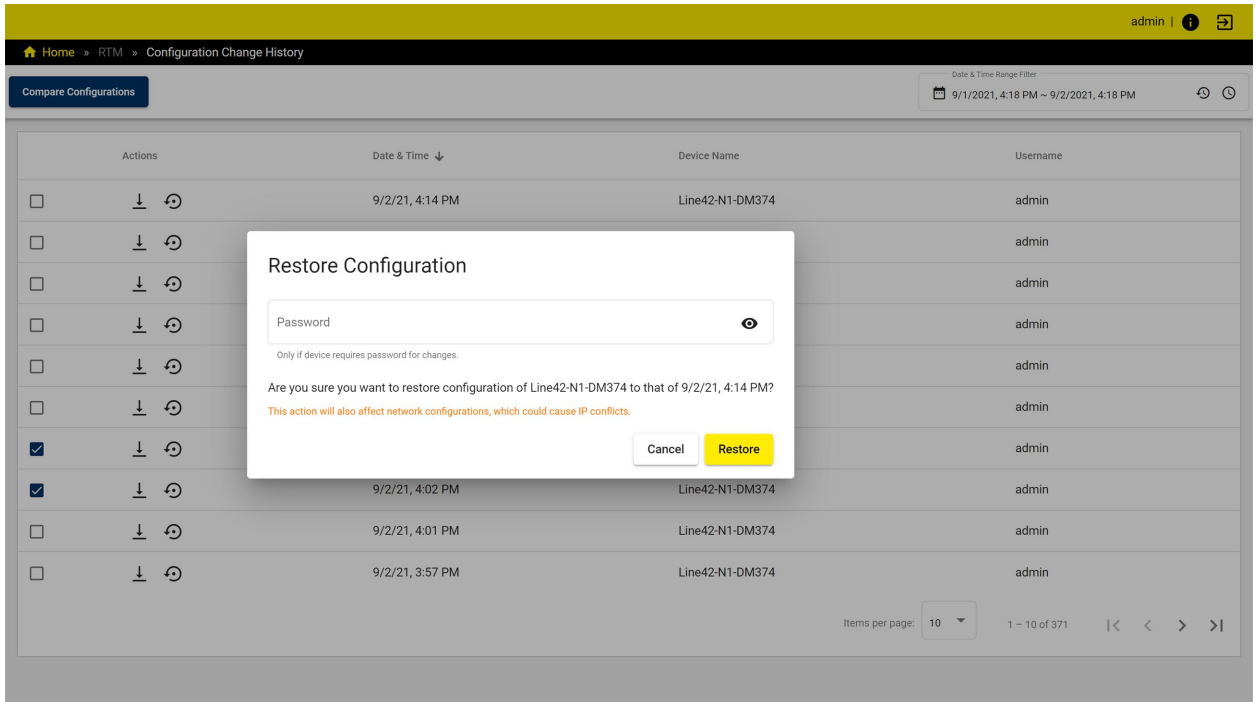 admin |
Home » RTM » Configuration Change History
Compare Configurations
Date & Time Range Filter
9/1/2021, 4:18 PM ~ 9/2/2021, 4:18 PM
Actions Date & Time Device Name Username
9/2/21, 4:14 PM Line42-N1-DM374 admin
admin
admin
admin
admin
admin
admin
9/2/21, 4:02 PM Line42-N1-DM374 admin
9/2/21, 4:01 PM Line42-N1-DM374 admin
9/2/21, 3:57 PM Line42-N1-DM374 admin
Restore Configuration
Password
Only if device requires password for changes.
Are you sure you want to restore configuration of Line42-N1-DM374 to that of 9/2/21, 4:14 PM?
This action will also affect network configurations, which could cause IP conflicts.
Cancel Restore
Items per page: 10 1 – 10 of 371